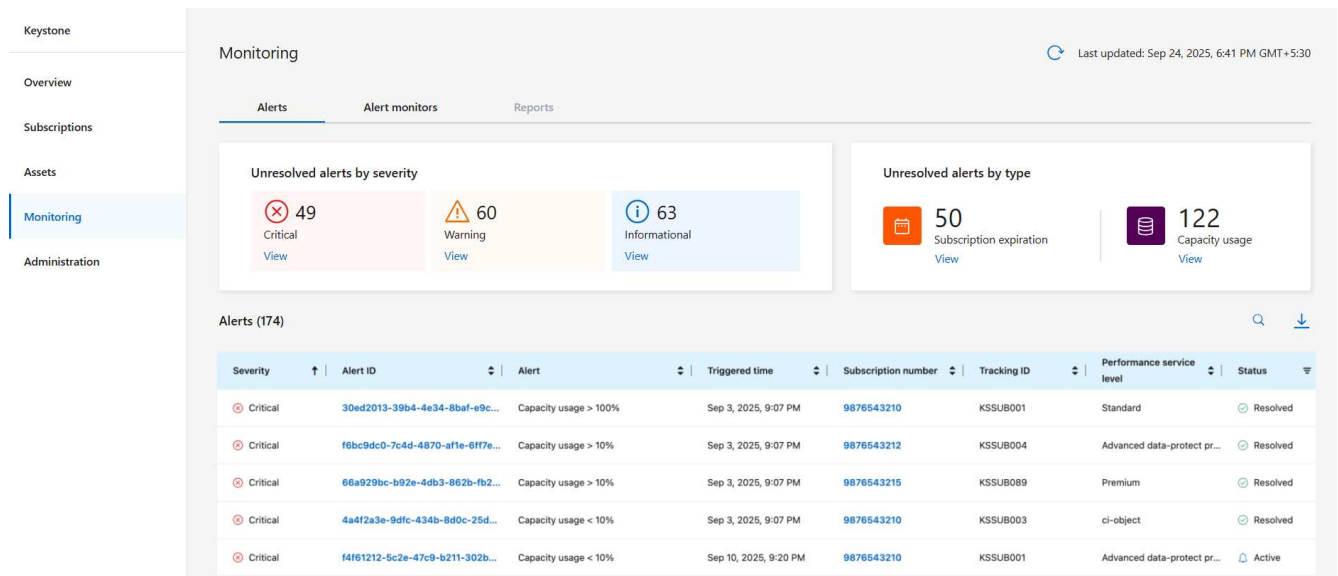 Keystone
Overview
Subscriptions
Assets
Monitoring
Administration
Monitoring
Last updated: Sep 24, 2025, 6:41 PM GMT+5:30
Alerts Alert monitors Reports
Unresolved alerts by severity
49
Critical
View
60
Warning
View
63
Informational
View
Unresolved alerts by type
50
Subscription expiration
View
122
Capacity usage
View
Alerts (174)
Severity Alert ID Alert Triggered time Subscription number Tracking ID Performance service level Status
Critical 30ed2013-39b4-4e34-8baf-e9c... Capacity usage > 100% Sep 3, 2025, 9:07 PM 9876543210 KSSUB001 Standard Resolved
Critical f6bc9dc0-7c4d-4870-af1e-6ff7e... Capacity usage > 10% Sep 3, 2025, 9:07 PM 9876543212 KSSUB004 Advanced data-protect pr... Resolved
Critical 66a929bc-b92e-4db3-862b-fb2... Capacity usage > 10% Sep 3, 2025, 9:07 PM 9876543215 KSSUB089 Premium Resolved
Critical 4a4f2a3e-9dfc-434b-8d0c-25d... Capacity usage < 10% Sep 3, 2025, 9:07 PM 9876543210 KSSUB003 ci-object Resolved
Critical f4f61212-5c2e-47c9-b211-302b... Capacity usage < 10% Sep 10, 2025, 9:20 PM 9876543210 KSSUB001 Advanced data-protect pr... Active